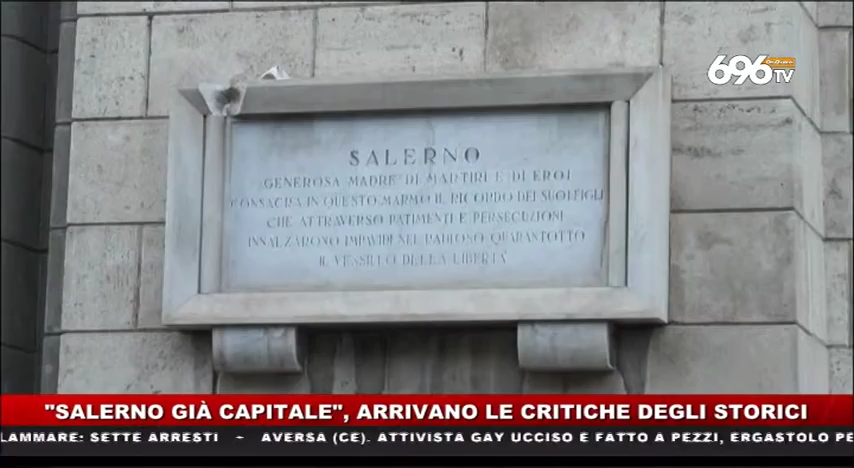 696
OttoChannel
TV
SALERNO
GENEROSA MADRE DI MARTIRI E DI EROI
CONSACRA IN QUESTO MARMO IL RICORDO DEI SUOI FIGLI
CHE ATTRAVERSO PATIMENTI E PERSECUZIONI
INNALZARONO IMPAVIDI NEL RADIOSO QUARANTOTTO
IL VESSILLO DELLA LIBERTÀ
"SALERNO GIÀ CAPITALE", ARRIVANO LE CRITICHE DEGLI STORICI
LAMMARE: SETTE ARRESTI - AVERSA (CE). ATTIVISTA GAY UCCISO E FATTO A PEZZI, ERGASTOLO PE